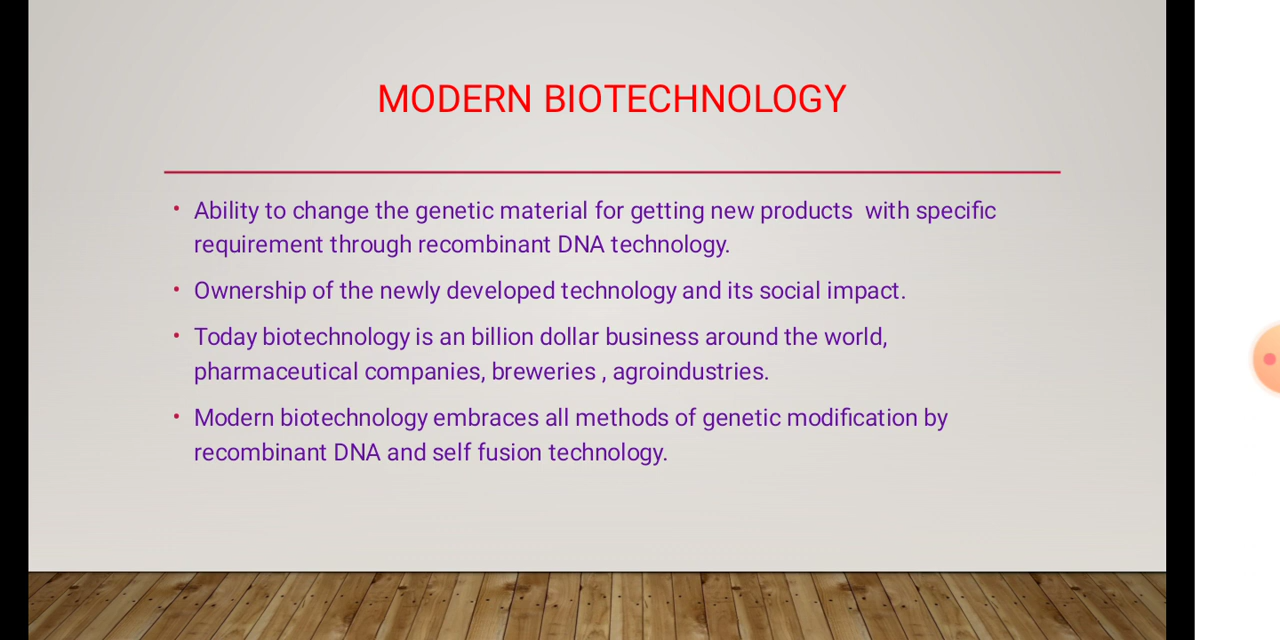 MODERN BIOTECHNOLOGY
• Ability to change the genetic material for getting new products  with specific
requirement through recombinant DNA technology.
• Ownership of the newly developed technology and its social impact.
• Today biotechnology is an billion dollar business around the world,
pharmaceutical companies, breweries , agroindustries.
• Modern biotechnology embraces all methods of genetic modification by
recombinant DNA and self fusion technology.